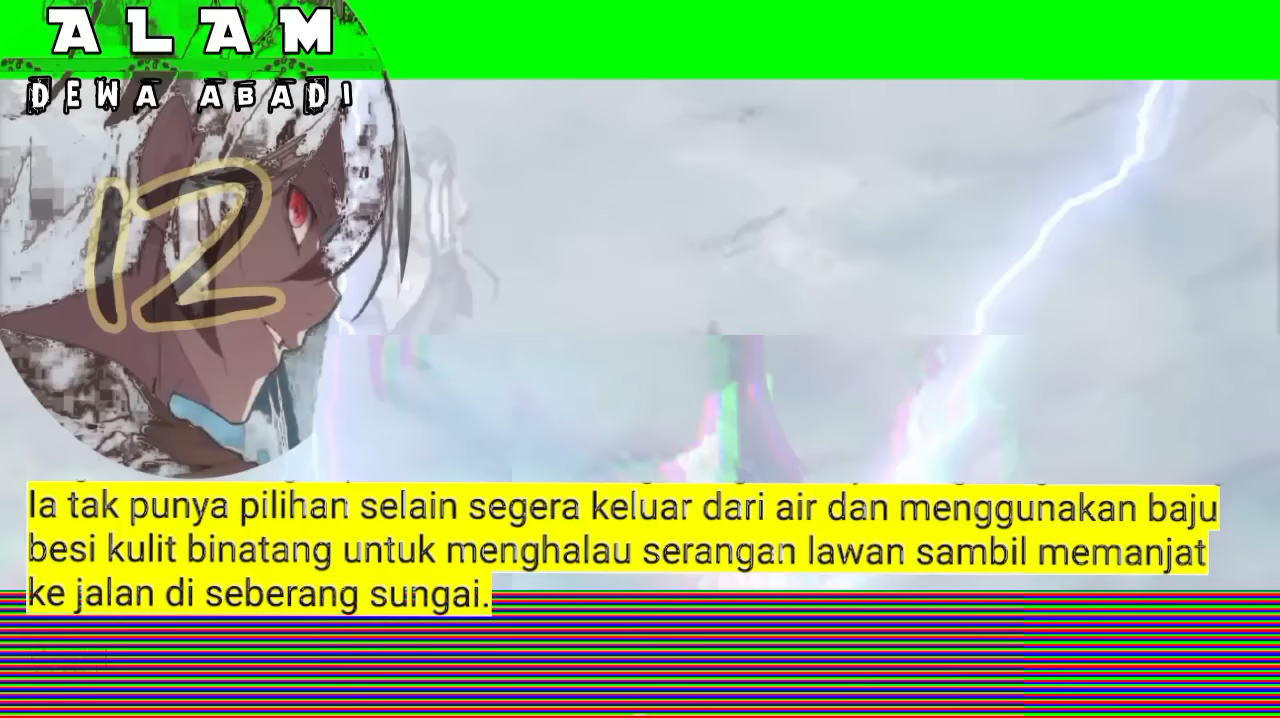 ALAM
DEWA ABADI
12
Ia tak punya pilihan selain segera keluar dari air dan menggunakan baju
besi kulit binatang untuk menghalau serangan lawan sambil memanjat
ke jalan di seberang sungai.